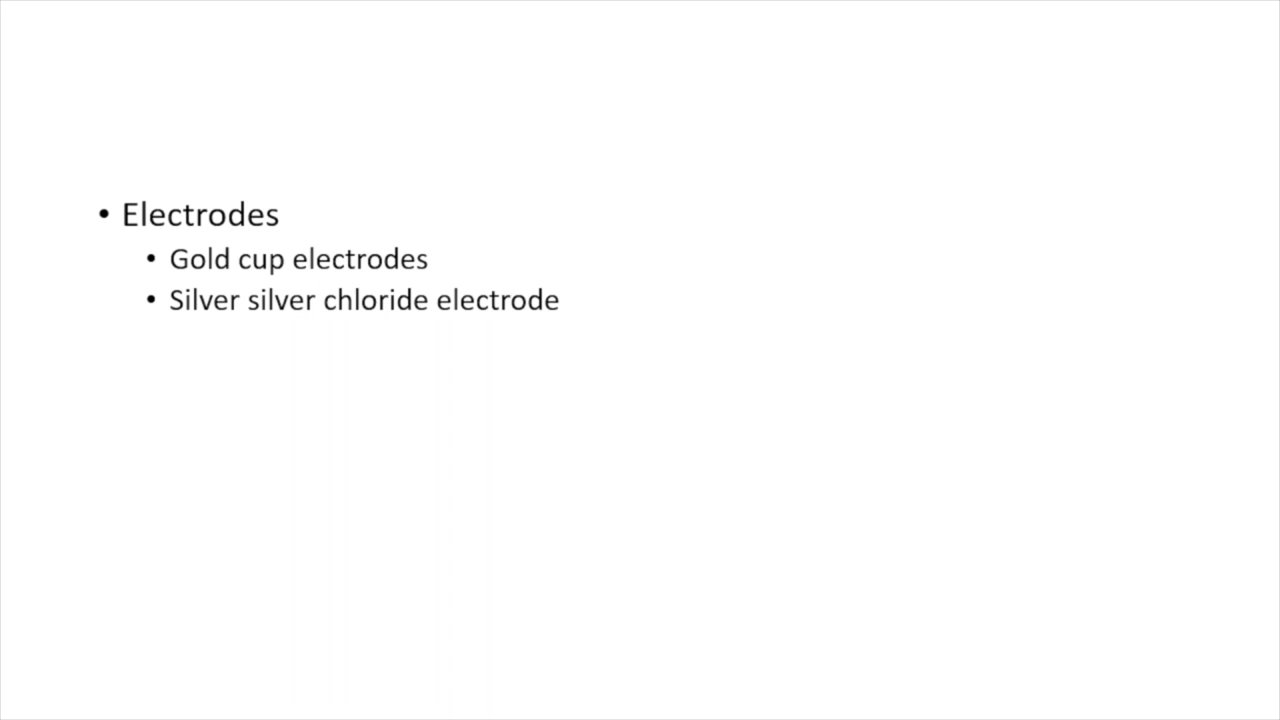 • Electrodes
• Gold cup electrodes
• Silver silver chloride electrode